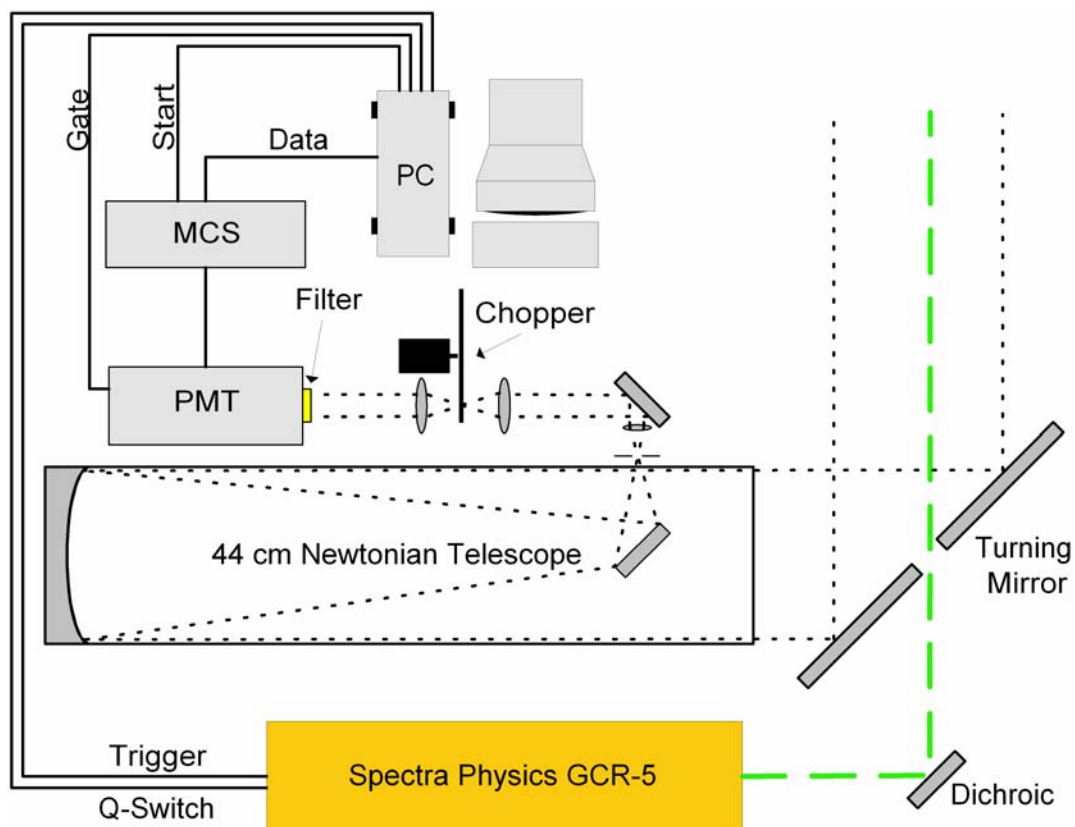 Gate
Start
Data
PC
MCS
Filter
Chopper
PMT
44 cm Newtonian Telescope
Turning
Mirror
Trigger
Spectra Physics GCR-5
Q-Switch
Dichroic